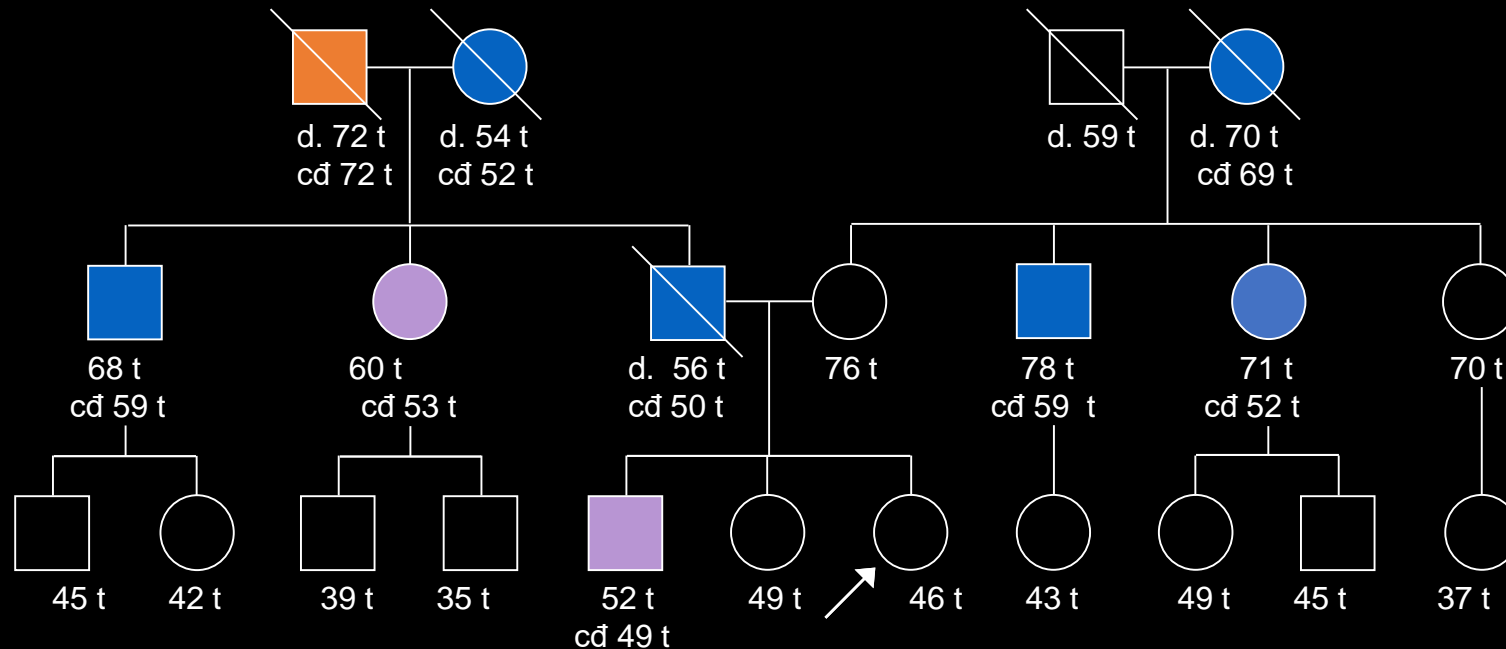 d. 72 t
cđ 72 t
d. 54 t
cđ 52 t
d. 59 t
d. 70 t
cđ 69 t
68 t
cđ 59 t
60 t
cđ 53 t
d. 56 t
cđ 50 t
76 t
78 t
cđ 59 t
71 t
cđ 52 t
70 t
45 t
42 t
39 t
35 t
52 t
cđ 49 t
49 t
46 t
43 t
49 t
45 t
37 t